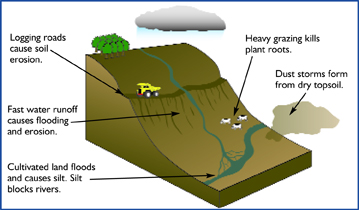 Logging roads
cause soil
erosion.
Heavy grazing kills
plant roots.
Dust storms form
from dry topsoil.
Fast water runoff
causes flooding
and erosion.
Cultivated land floods
and causes silt. Silt
blocks rivers.